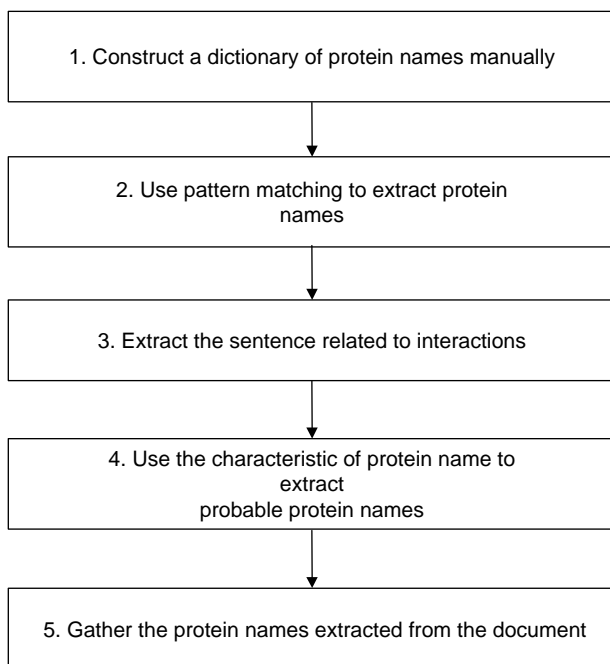 1. Construct a dictionary of protein names manually
2. Use pattern matching to extract protein
names
3. Extract the sentence related to interactions
4. Use the characteristic of protein name to
extract
probable protein names
5. Gather the protein names extracted from the document